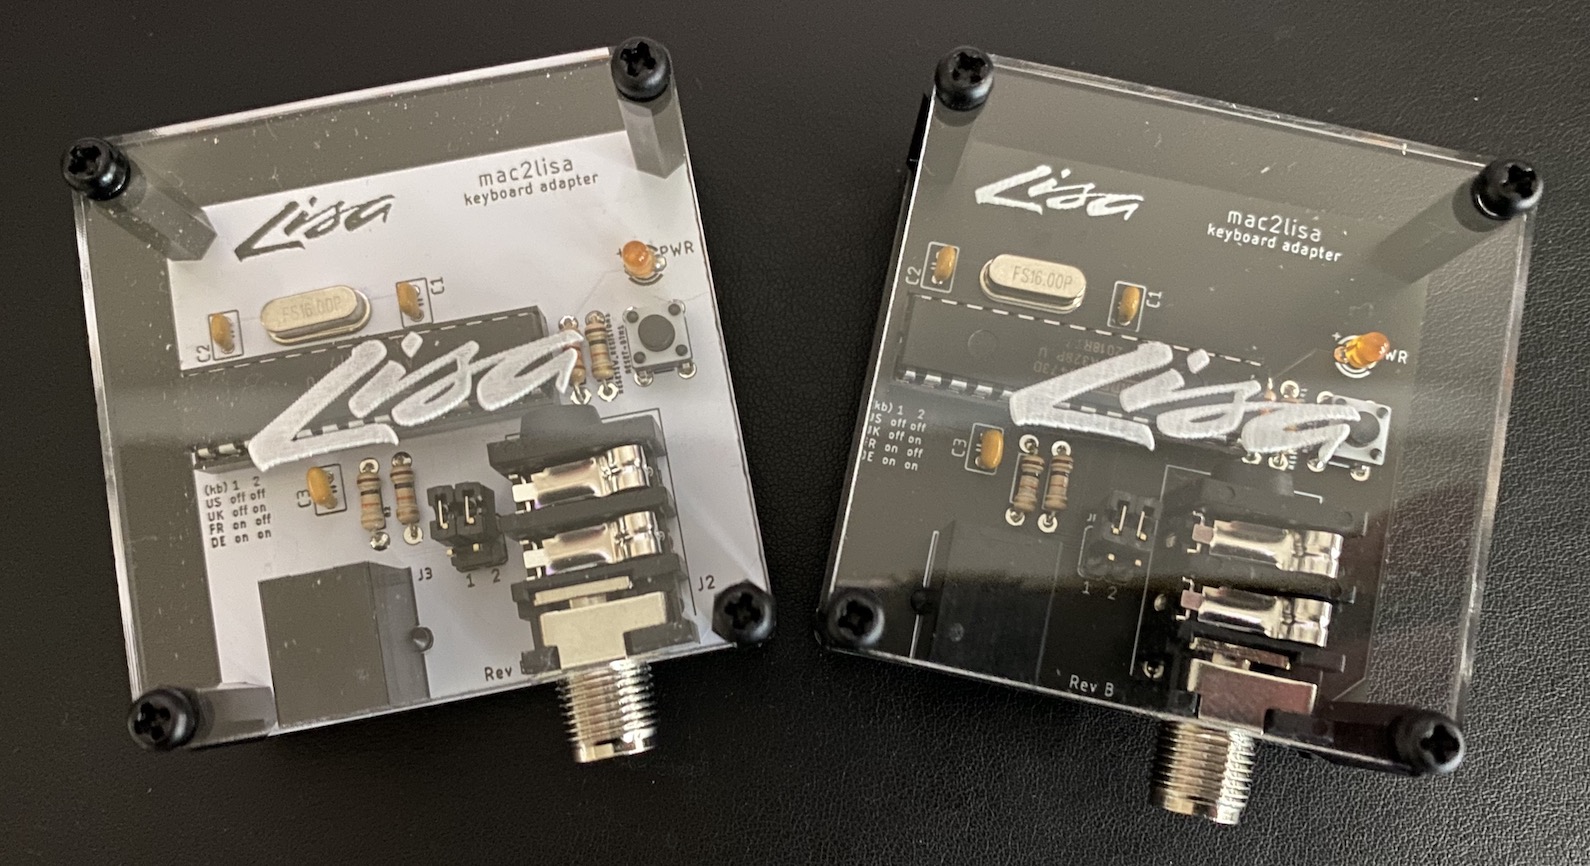 Lisa
mac2lisa
keyboard adapter
PWR
C1
C2
FS16.00P
Lisa
C3
(kb) 1 2
US off off
UK off on
FR on off
DE on on
J3
1 2
J2
Rev
Lisa
mac2lisa
keyboard adapter
C2
FS16.00P
C1
PWR
Lisa
kb) 1 2
US off off
UK off on
FR on off
DE on on
C3
J1
1 2
Rev B